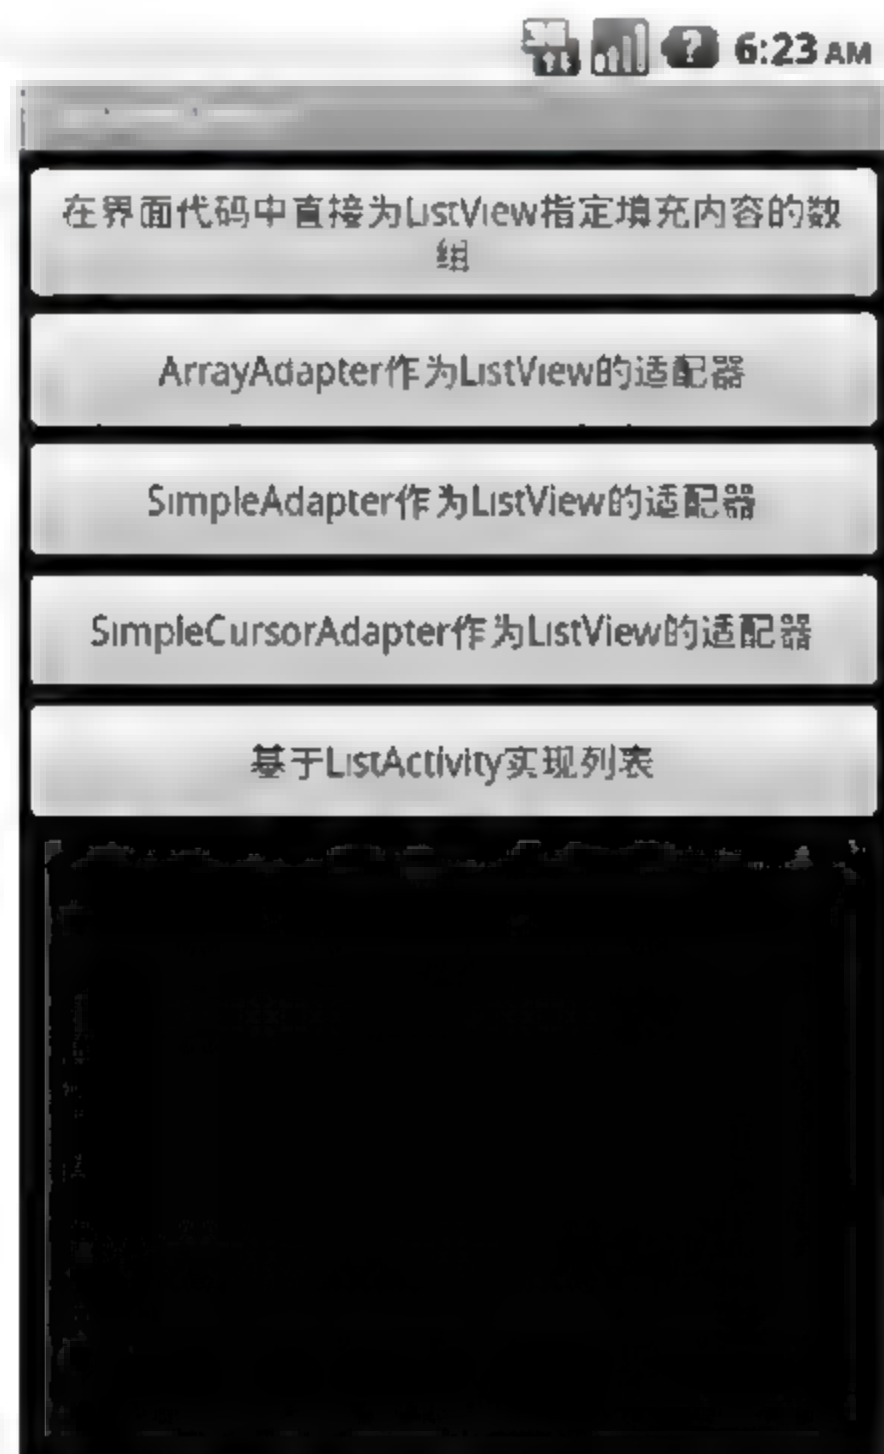 6:23 AM
在界面代码中直接为ListView指定填充内容的数
组
ArrayAdapter作为ListView的适配器
SimpleAdapter作为ListView的适配器
SimpleCursorAdapter作为ListView的适配器
基于ListActivity实现列表